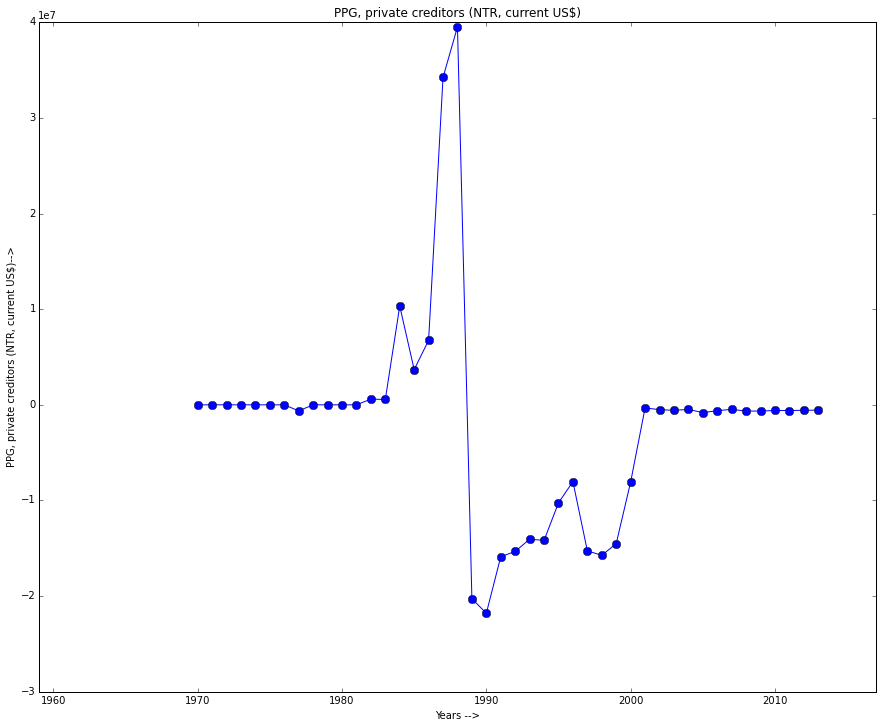 PPG, private creditors (NTR, current US$)
1e7
4
3
2
1
0
−1
−2
−3
PPG, private creditors (NTR, current US$)-->
1960 1970 1980 1990 2000 2010
Years -->